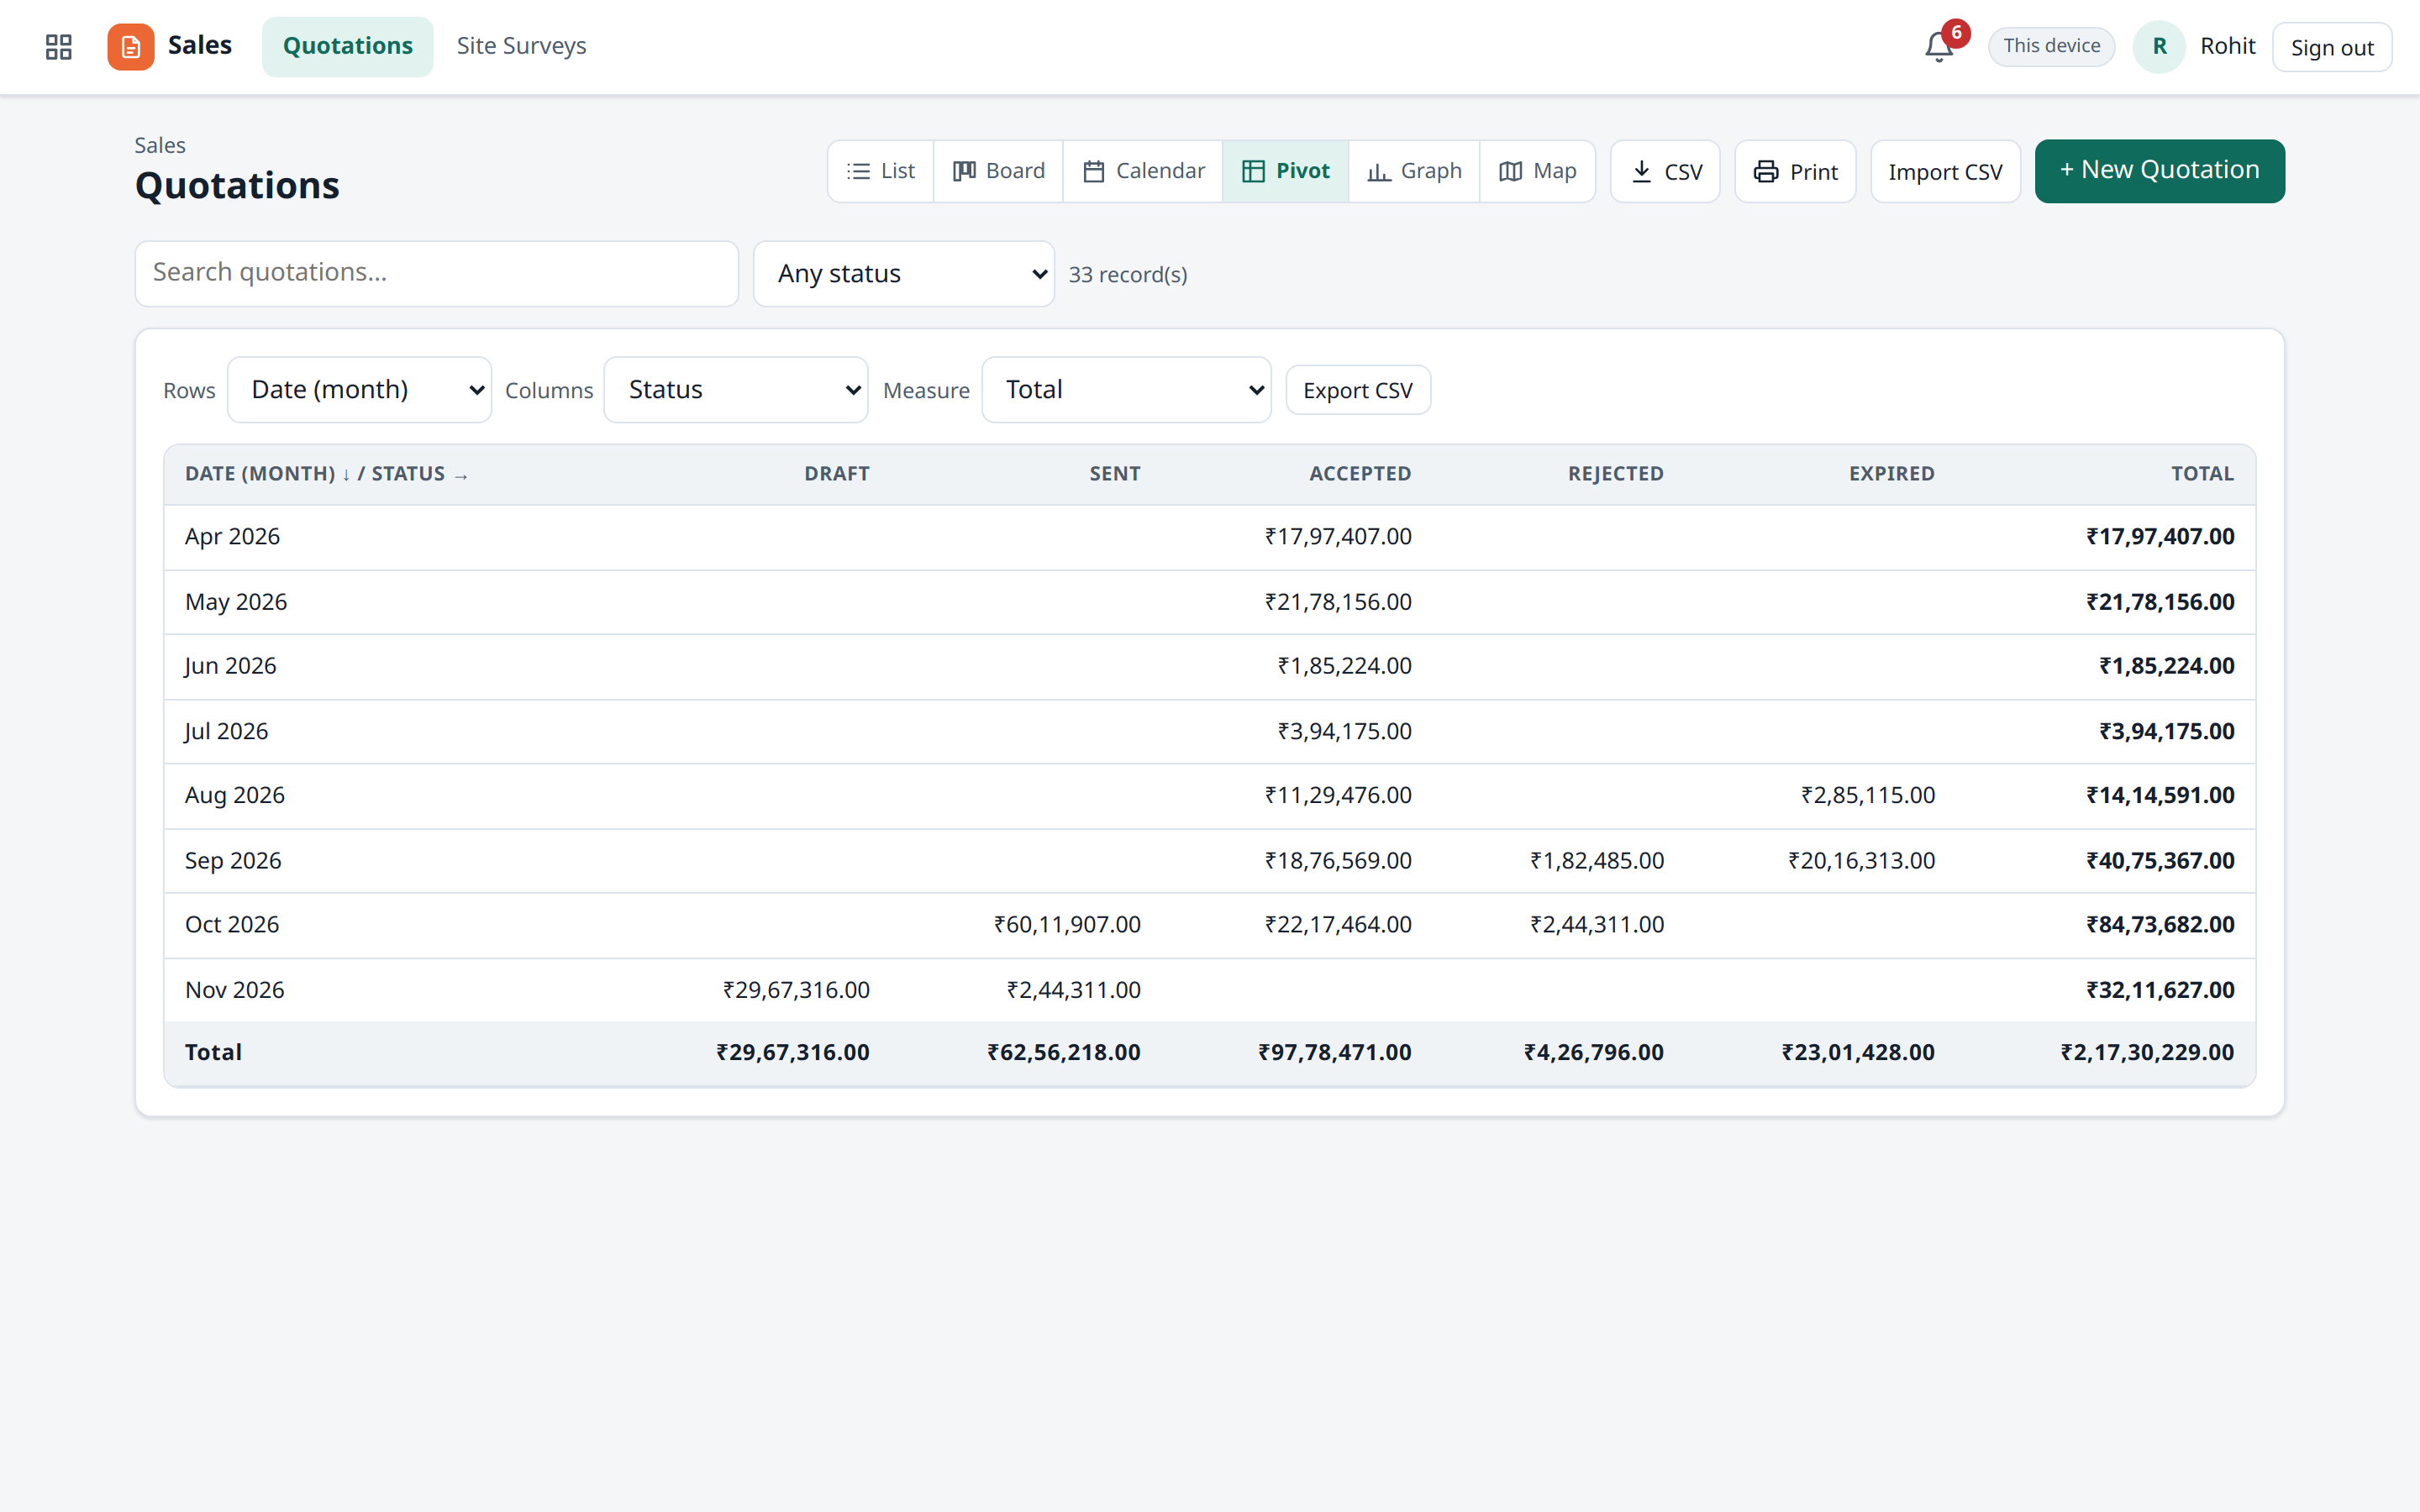 Sales Quotations Site Surveys 6 This device R Rohit Sign out
Sales
Quotations
List Board Calendar Pivot Graph Map CSV Print Import CSV + New Quotation
Search quotations... Any status 33 record(s)
Rows Date (month) Columns Status Measure Total Export CSV
DATE (MONTH) ↓ / STATUS → DRAFT SENT ACCEPTED REJECTED EXPIRED TOTAL
Apr 2026 ₹17,97,407.00 ₹17,97,407.00
May 2026 ₹21,78,156.00 ₹21,78,156.00
Jun 2026 ₹1,85,224.00 ₹1,85,224.00
Jul 2026 ₹3,94,175.00 ₹3,94,175.00
Aug 2026 ₹11,29,476.00 ₹2,85,115.00 ₹14,14,591.00
Sep 2026 ₹18,76,569.00 ₹1,82,485.00 ₹20,16,313.00 ₹40,75,367.00
Oct 2026 ₹60,11,907.00 ₹22,17,464.00 ₹2,44,311.00 ₹84,73,682.00
Nov 2026 ₹29,67,316.00 ₹2,44,311.00 ₹32,11,627.00
Total ₹29,67,316.00 ₹62,56,218.00 ₹97,78,471.00 ₹4,26,796.00 ₹23,01,428.00 ₹2,17,30,229.00